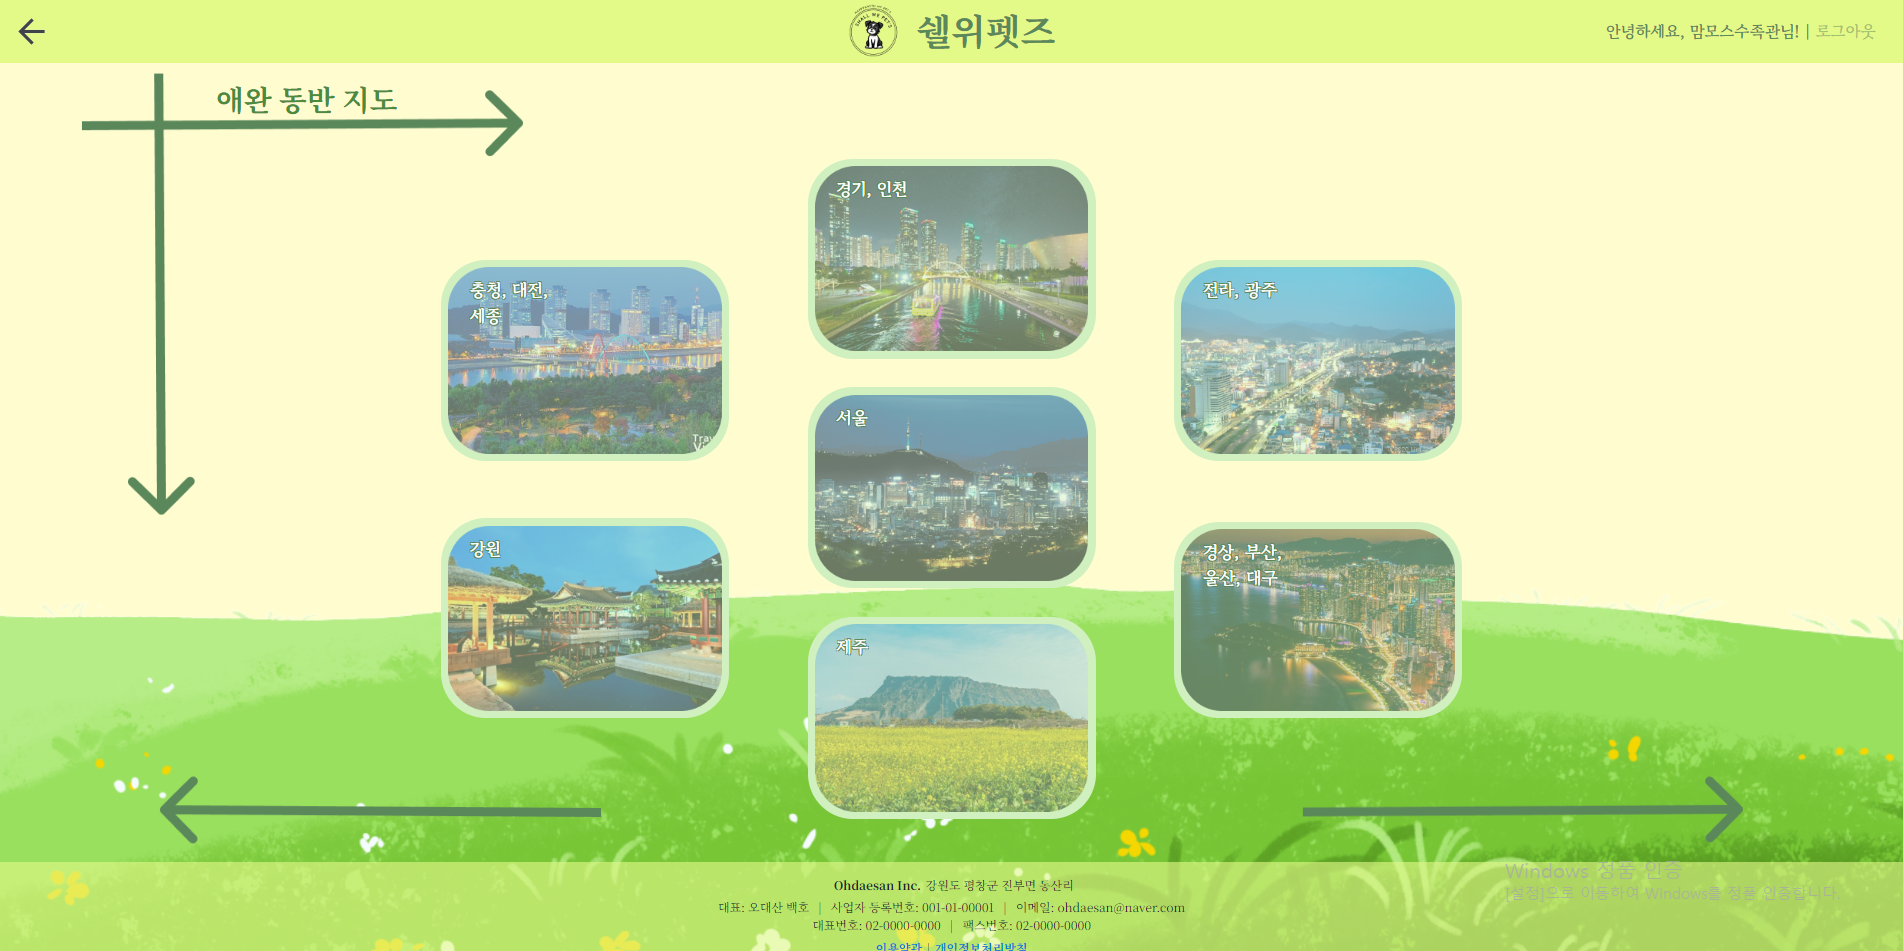 쉘위펫즈
안녕하세요, 맘모스수족관님! | 로그아웃
애완 동반 지도
경기, 인천
충청, 대전,
세종
전라, 광주
서울
강원
경상, 부산,
울산, 대구
제주
Windows 정품 인증
[설정]으로 이동하여 Windows를 정품 인증합니다.
Ohdaesan Inc. 강원도 평창군 진부면 동산리
대표: 오대산 백호 | 사업자 등록번호: 001-01-00001 | 이메일: ohdaesan@naver.com
대표번호: 02-0000-0000 | 팩스번호: 02-0000-0000
이용약관 | 개인정보처리방침